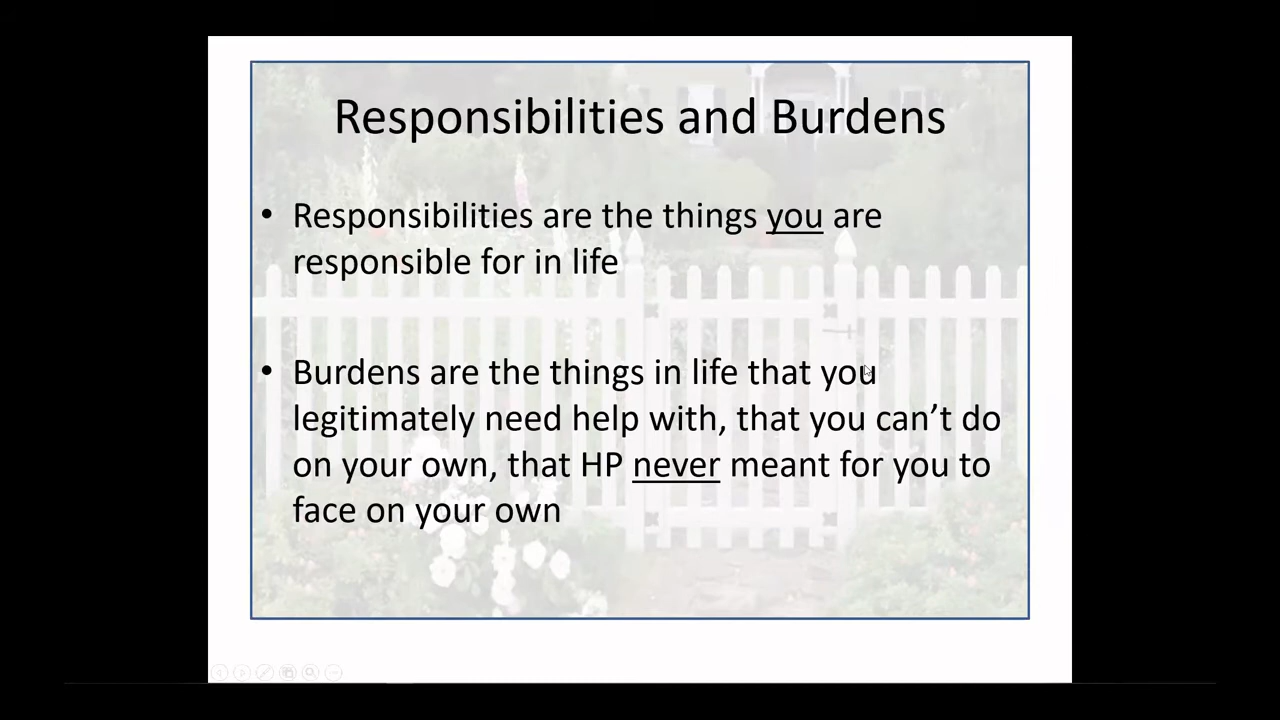 Responsibilities and Burdens
• Responsibilities are the things you are
responsible for in life
• Burdens are the things in life that you
legitimately need help with, that you can’t do
on your own, that HP never meant for you to
face on your own